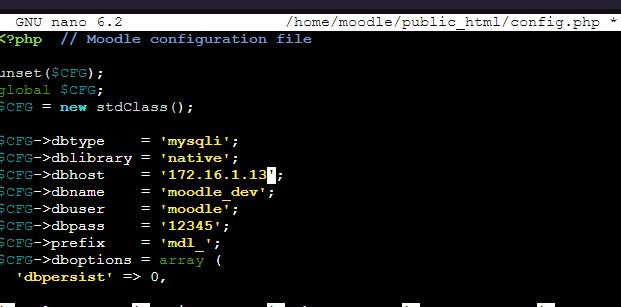 GNU nano 6.2 /home/moodle/public_html/config.php *
<?php // Moodle configuration file
unset($CFG);
global $CFG;
$CFG = new stdClass();
$CFG->dbtype = 'mysqli';
$CFG->dblibrary = 'native';
$CFG->dbhost = '172.16.1.13';
$CFG->dbname = 'moodle_dev';
$CFG->dbuser = 'moodle';
$CFG->dbpass = '12345';
$CFG->prefix = 'mdl_';
$CFG->dboptions = array (
'dbpersist' => 0,